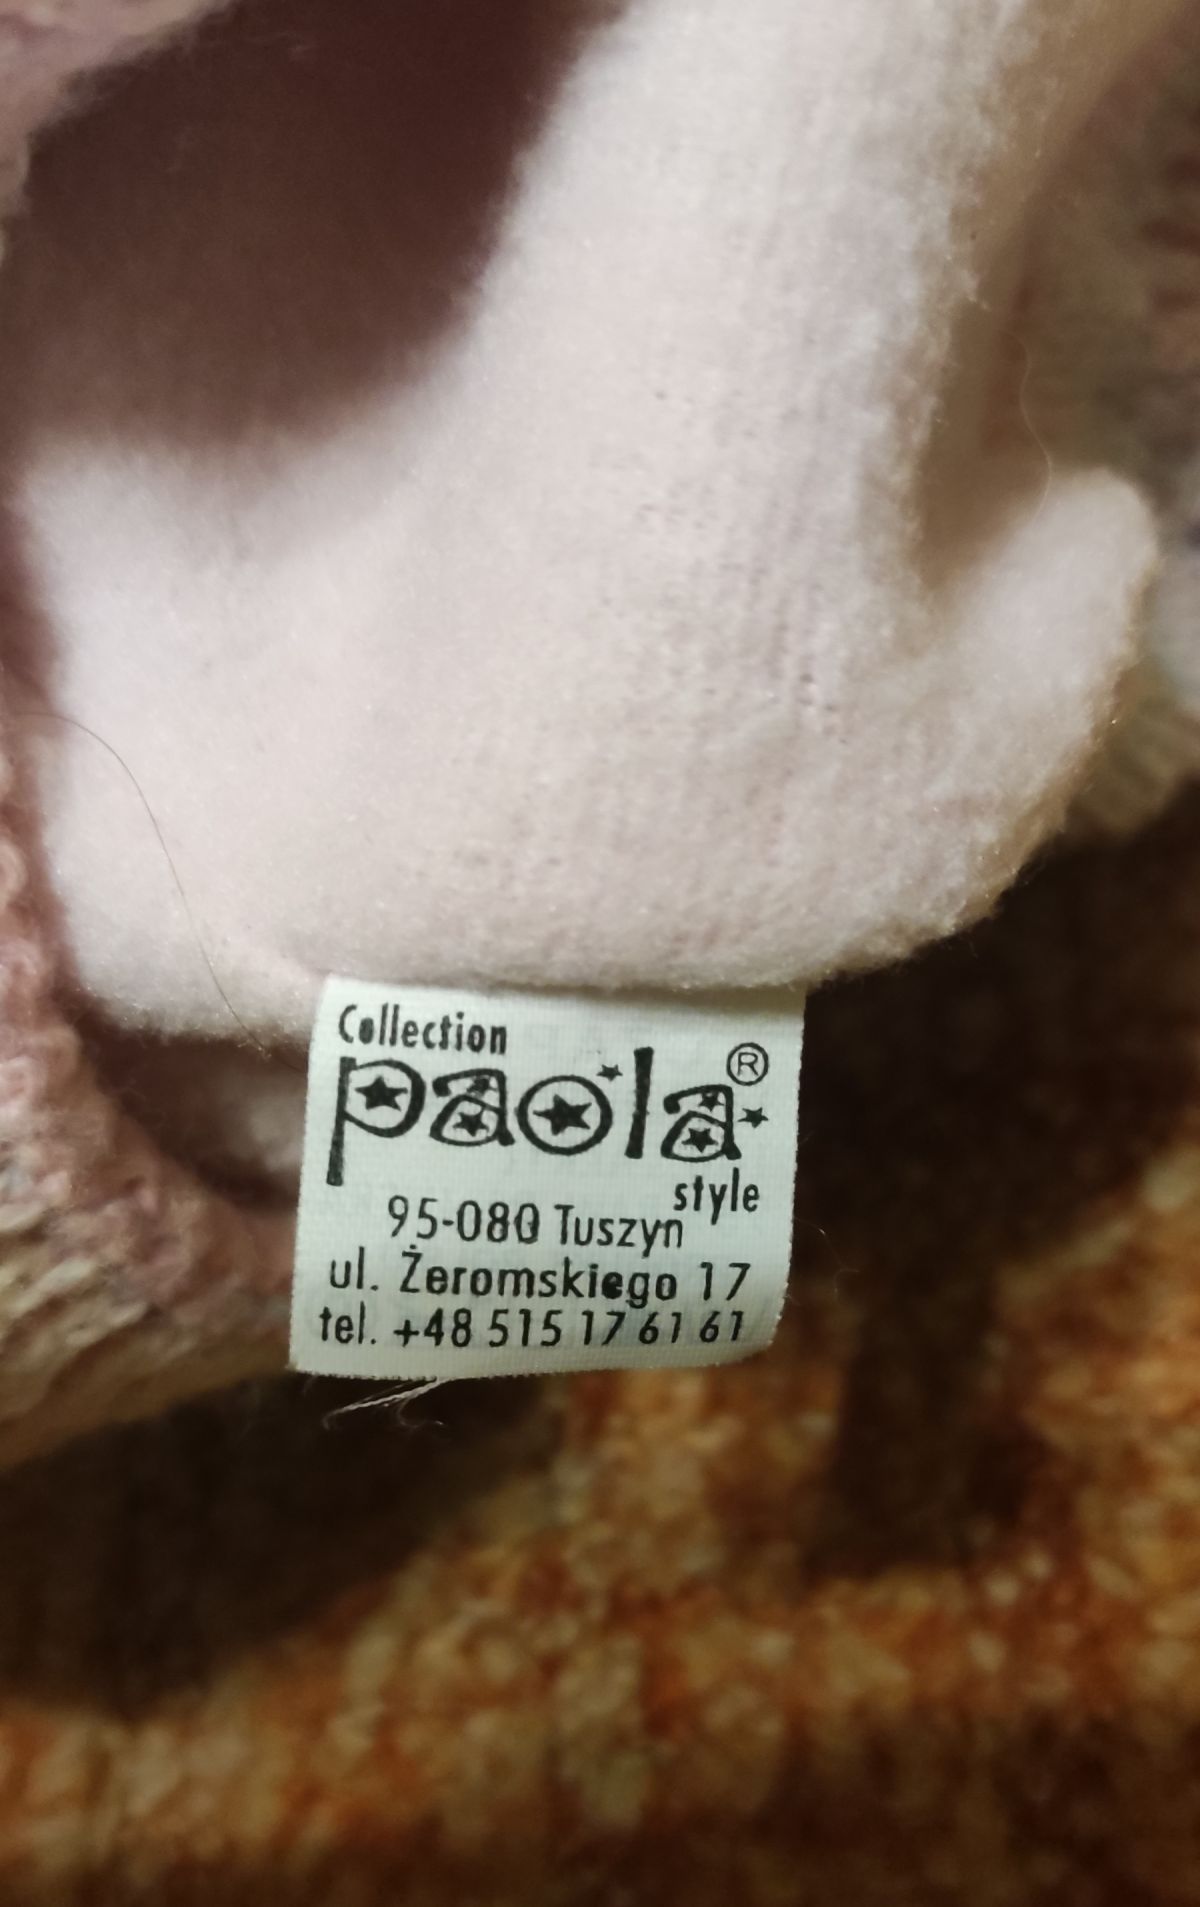 Collection
paola ®
style
95-080 Tuszyn
ul. Żeromskiego 17
tel. +48 515 17 61 61